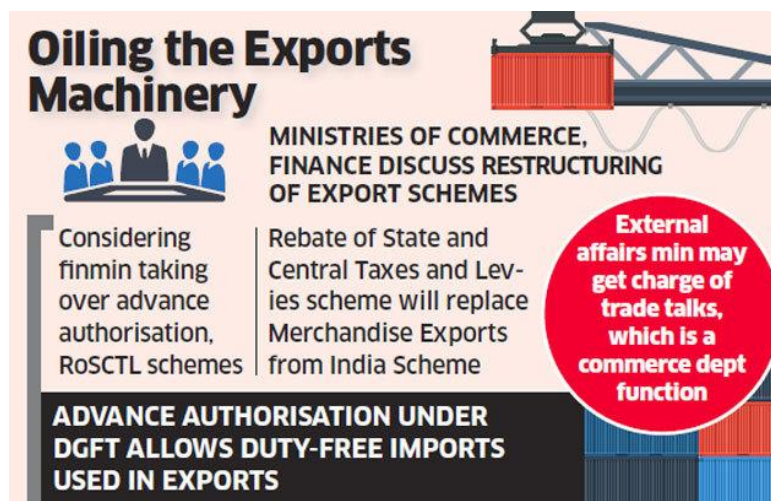 Oiling the Exports
Machinery
MINISTRIES OF COMMERCE,
FINANCE DISCUSS RESTRUCTURING
OF EXPORT SCHEMES
Considering
finmin taking
over advance
authorisation,
RoSCTL schemes
Rebate of State and
Central Taxes and Lev-
ies scheme will replace
Merchandise Exports
from India Scheme
External
affairs min may
get charge of
trade talks,
which is a
commerce dept
function
ADVANCE AUTHORISATION UNDER
DGFT ALLOWS DUTY-FREE IMPORTS
USED IN EXPORTS